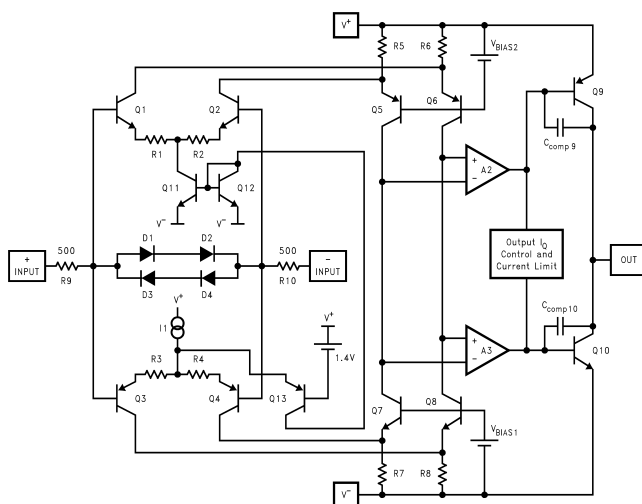 V+
R5
R6
VBIAS2
Q1
Q2
Q5
Q6
Q9
R1
R2
Ccomp9
+
−
A2
Q11
Q12
V−
V−
+
INPUT
500
R9
D1
D2
D3
D4
500
R10
−
INPUT
Output IQ
Control and
Current Limit
OUT
V+
I1
V+
1.4V
Ccomp10
+
−
A3
R3
R4
Q3
Q4
Q13
Q10
Q7
Q8
VBIAS1
R7
R8
V−